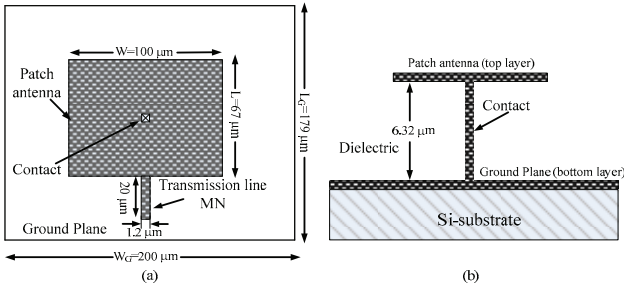 W=100 µm
Patch
antenna
Contact
L=67 µm
LG=179 µm
20 µm
Transmission line
MN
1.2 µm
Ground Plane
WG=200 µm
(a)
Patch antenna (top layer)
Contact
6.32 µm
Dielectric
Ground Plane (bottom layer)
Si-substrate
(b)